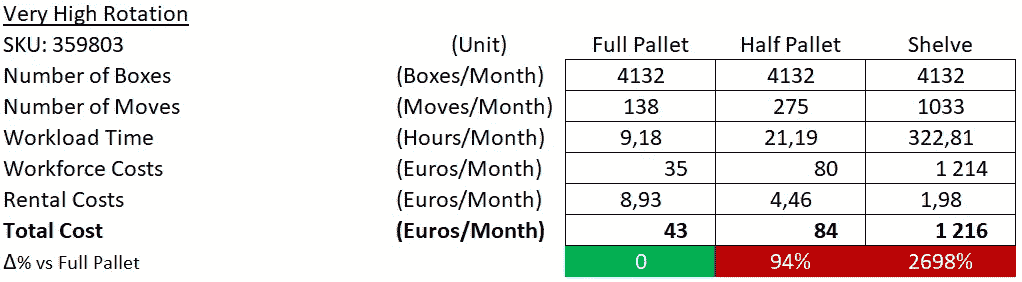 Very High Rotation
SKU: 359803 (Unit) Full Pallet Half Pallet Shelve
Number of Boxes (Boxes/Month) 4132 4132 4132
Number of Moves (Moves/Month) 138 275 1033
Workload Time (Hours/Month) 9,18 21,19 322,81
Workforce Costs (Euros/Month) 35 80 1 214
Rental Costs (Euros/Month) 8,93 4,46 1,98
Total Cost (Euros/Month) 43 84 1 216
Δ% vs Full Pallet 0 94% 2698%